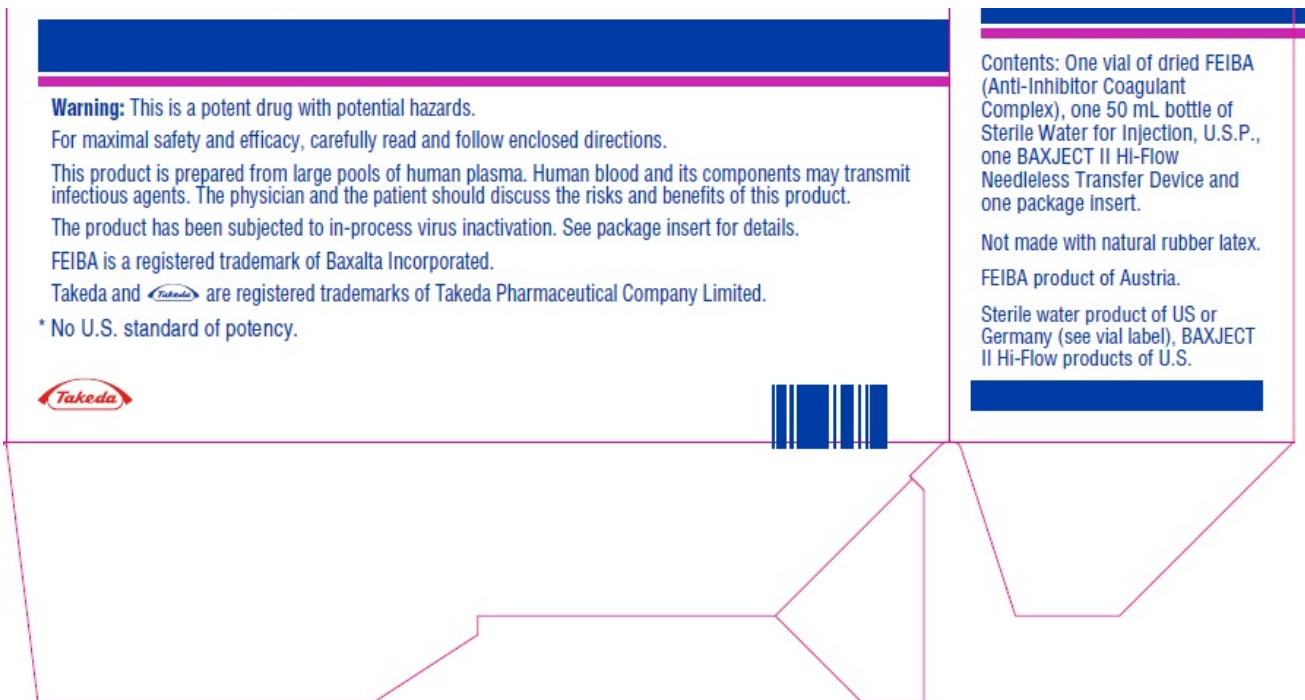 Warning: This is a potent drug with potential hazards.
For maximal safety and efficacy, carefully read and follow enclosed directions.
This product is prepared from large pools of human plasma. Human blood and its components may transmit
infectious agents. The physician and the patient should discuss the risks and benefits of this product.
The product has been subjected to in-process virus inactivation. See package insert for details.
FEIBA is a registered trademark of Baxalta Incorporated.
Takeda and Takeda are registered trademarks of Takeda Pharmaceutical Company Limited.
* No U.S. standard of potency.
Takeda
Contents: One vial of dried FEIBA
(Anti-Inhibitor Coagulant
Complex), one 50 mL bottle of
Sterile Water for Injection, U.S.P.,
one BAXJECT II Hi-Flow
Needleless Transfer Device and
one package insert.
Not made with natural rubber latex.
FEIBA product of Austria.
Sterile water product of US or
Germany (see vial label), BAXJECT
II Hi-Flow products of U.S.